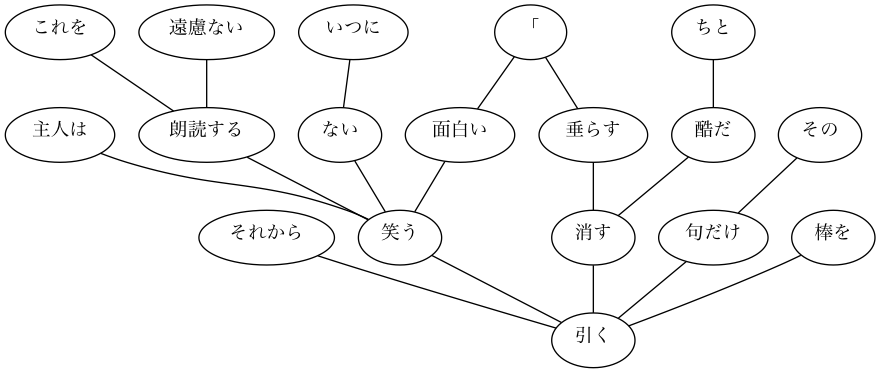 これを 遠慮ない いつに 「 ちと
主人は 朗読する ない 面白い 垂らす 酷だ その
それから 笑う 消す 句だけ 棒を
引く